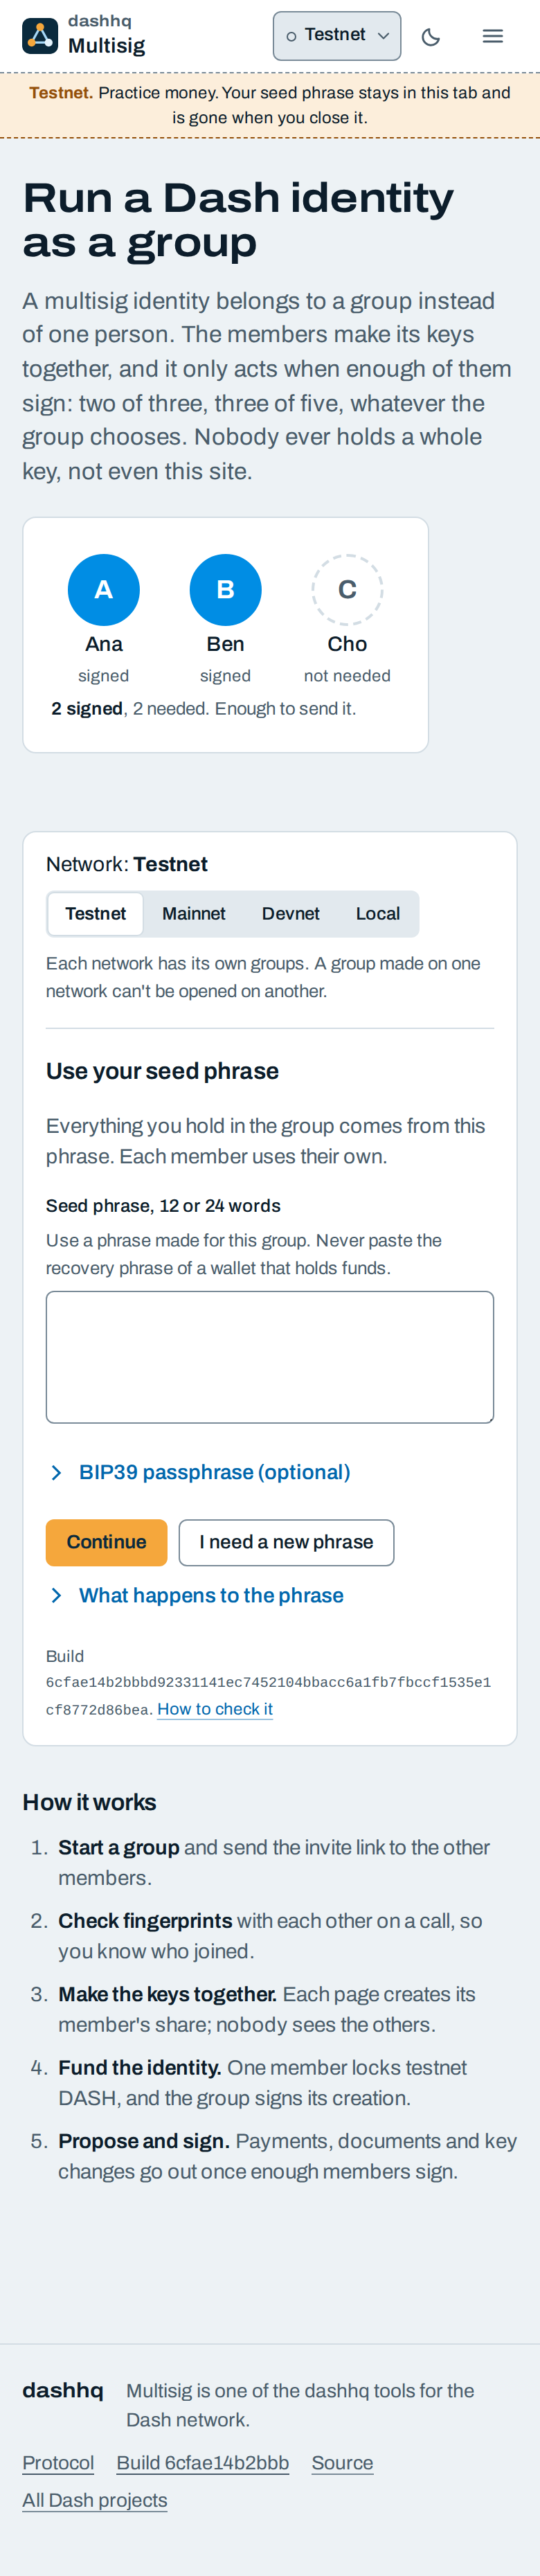 dashhq
Multisig
Testnet
Testnet. Practice money. Your seed phrase stays in this tab and
is gone when you close it.
Run a Dash identity
as a group
A multisig identity belongs to a group instead
of one person. The members make its keys
together, and it only acts when enough of them
sign: two of three, three of five, whatever the
group chooses. Nobody ever holds a whole
key, not even this site.
A B C
Ana Ben Cho
signed signed not needed
2 signed, 2 needed. Enough to send it.
Network: Testnet
Testnet Mainnet Devnet Local
Each network has its own groups. A group made on one
network can't be opened on another.
Use your seed phrase
Everything you hold in the group comes from this
phrase. Each member uses their own.
Seed phrase, 12 or 24 words
Use a phrase made for this group. Never paste the
recovery phrase of a wallet that holds funds.
BIP39 passphrase (optional)
Continue I need a new phrase
What happens to the phrase
Build
6cfae14b2bbbd92331141ec7452104bbacc6a1fb7fbccf1535e1
cf8772d86bea. How to check it
How it works
1. Start a group and send the invite link to the other
members.
2. Check fingerprints with each other on a call, so
you know who joined.
3. Make the keys together. Each page creates its
member's share; nobody sees the others.
4. Fund the identity. One member locks testnet
DASH, and the group signs its creation.
5. Propose and sign. Payments, documents and key
changes go out once enough members sign.
dashhq Multisig is one of the dashhq tools for the
Dash network.
Protocol Build 6cfae14b2bbb Source
All Dash projects